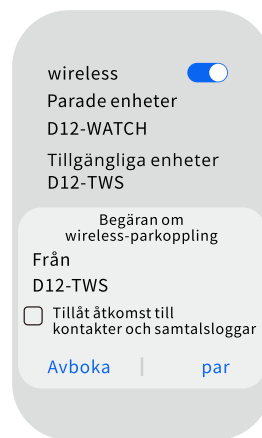 wireless
Parade enheter
D12-WATCH
Tillgängliga enheter
D12-TWS
Begäran om
wireless-parkoppling
Från
D12-TWS
Tillåt åtkomst till
kontakter och samtalsloggar
Avboka | par